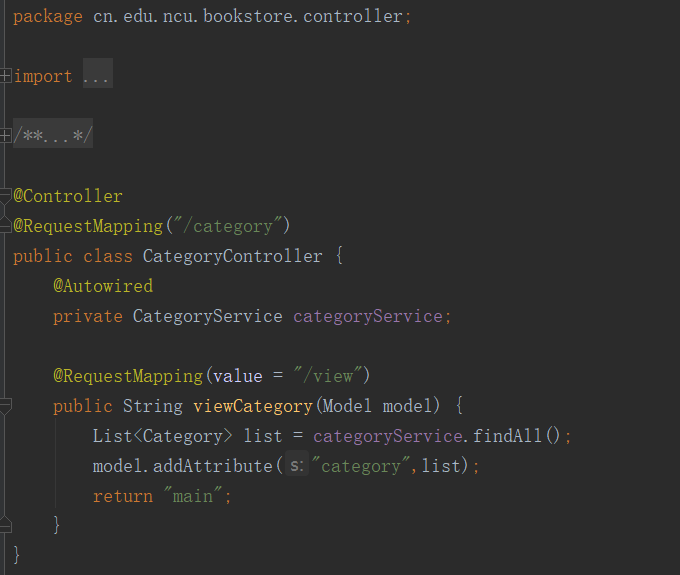 package cn.edu.ncu.bookstore.controller;
import ...
/**...*/
@Controller
@RequestMapping("/category")
public class CategoryController {
@Autowired
private CategoryService categoryService;
@RequestMapping(value = "/view")
public String viewCategory(Model model) {
List<Category> list = categoryService.findAll();
model.addAttribute( s: "category",list);
return "main";
}
}